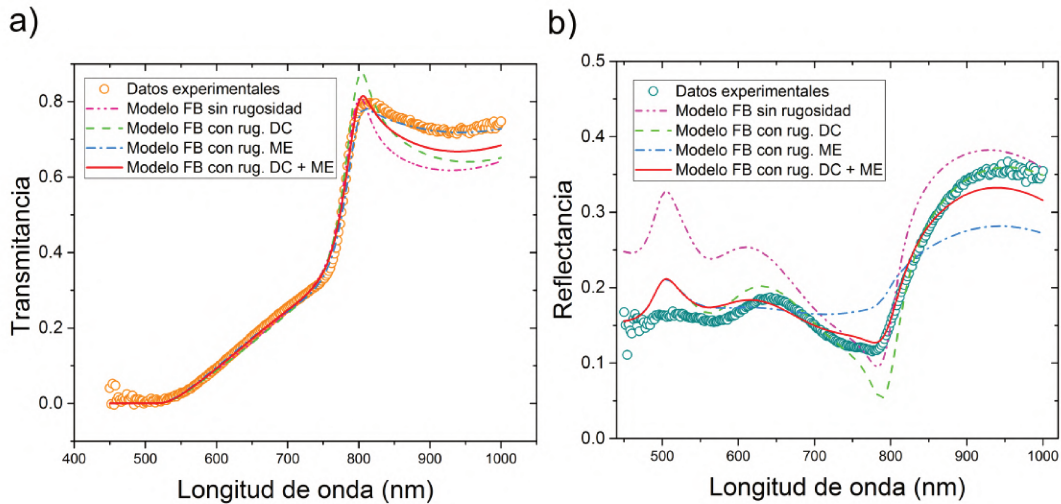 a)
Transmitancia
0.8
0.6
0.4
0.2
0.0
Datos experimentales
Modelo FB sin rugosidad
Modelo FB con rug. DC
Modelo FB con rug. ME
Modelo FB con rug. DC + ME
400 500 600 700 800 900 1000
Longitud de onda (nm)
b)
Reflectancia
0.5
0.4
0.3
0.2
0.1
0.0
Datos experimentales
Modelo FB sin rugosidad
Modelo FB con rug. DC
Modelo FB con rug. ME
Modelo FB con rug. DC + ME
500 600 700 800 900 1000
Longitud de onda (nm)